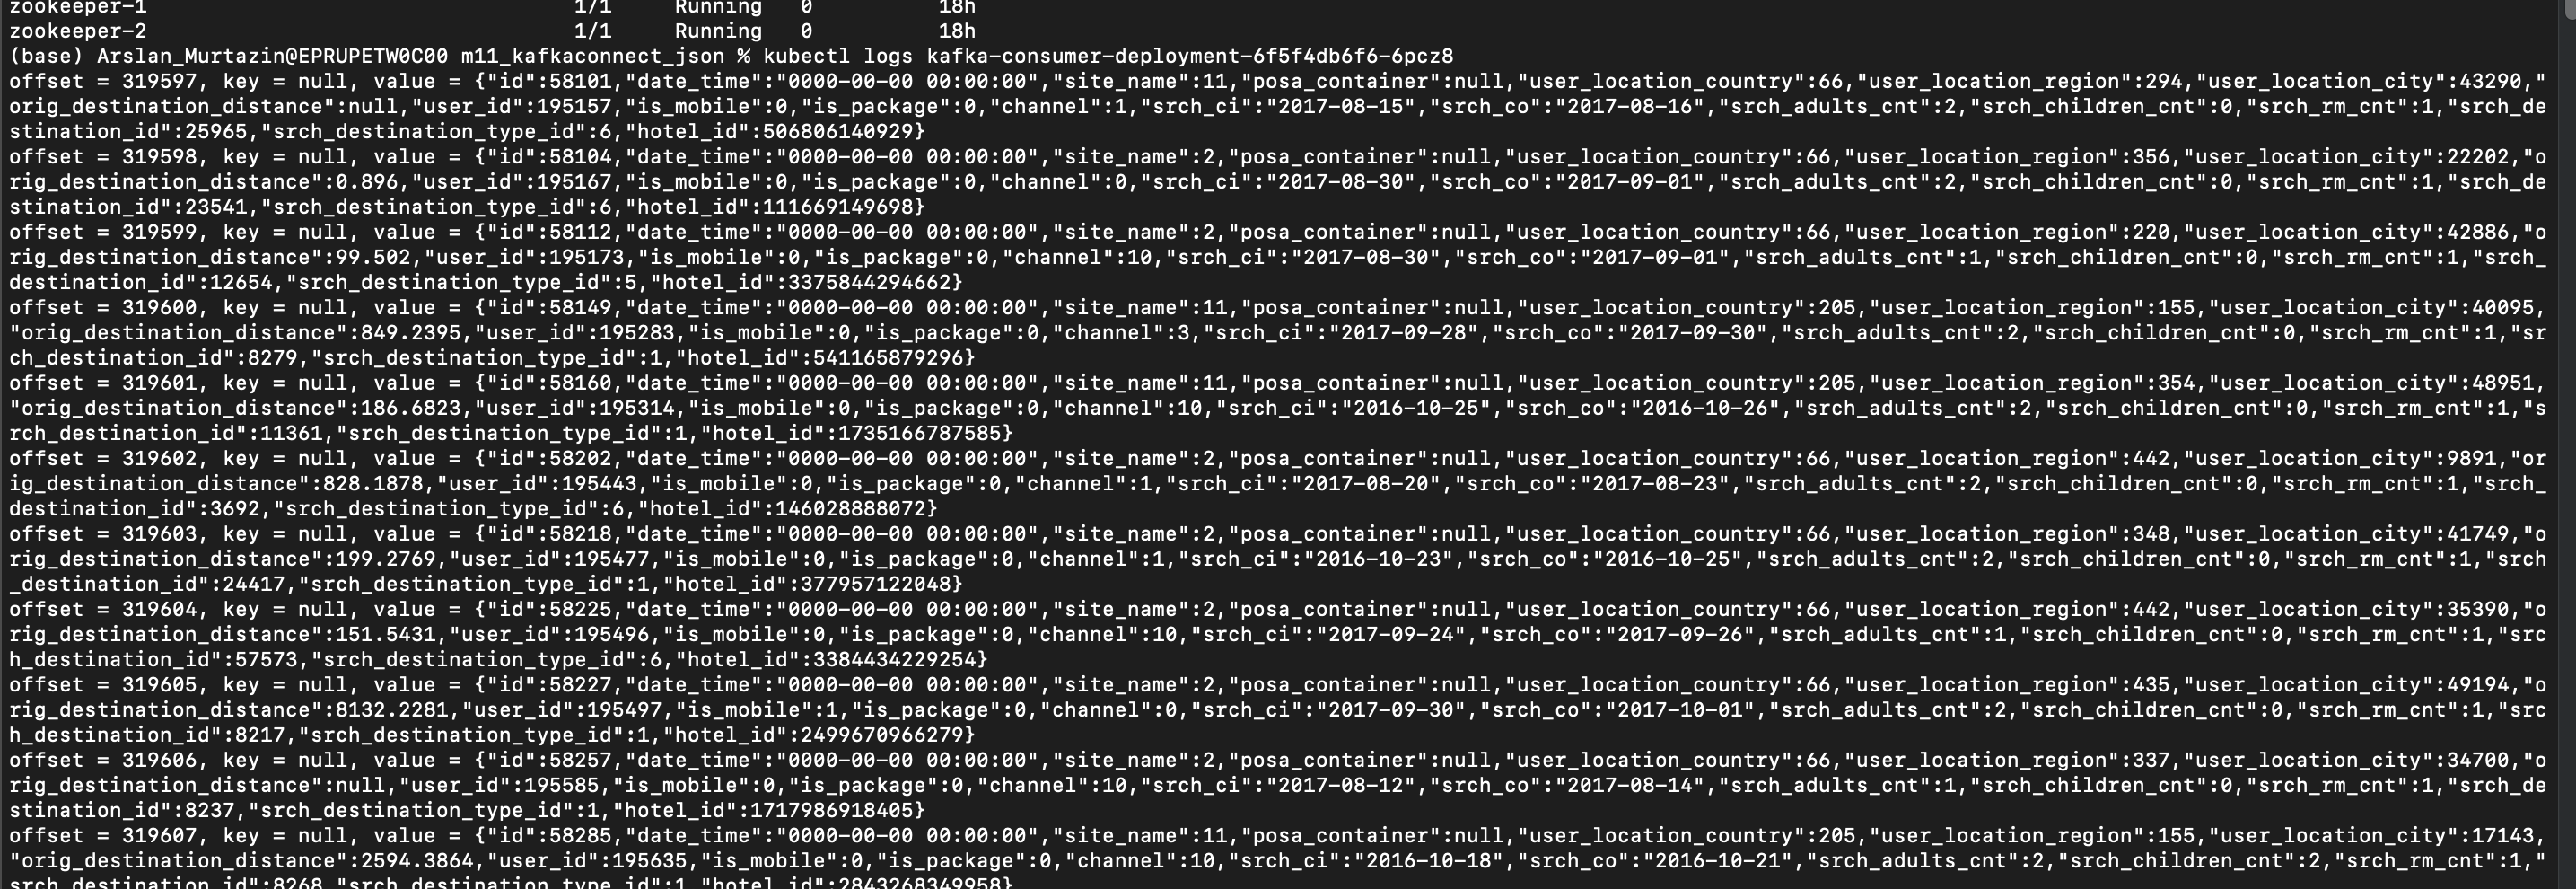 zookeeper-1                                   1/1     Running   0             18h
zookeeper-2                                   1/1     Running   0             18h
(base) Arslan_Murtazin@EPRUPETW0C00 m11_kafkaconnect_json % kubectl logs kafka-consumer-deployment-6f5f4db6f6-6pcz8
offset = 319597, key = null, value = {"id":58101,"date_time":"0000-00-00 00:00:00","site_name":11,"posa_container":null,"user_location_country":66,"user_location_region":294,"user_location_city":43290,"
orig_destination_distance":null,"user_id":195157,"is_mobile":0,"is_package":0,"channel":1,"srch_ci":"2017-08-15","srch_co":"2017-08-16","srch_adults_cnt":2,"srch_children_cnt":0,"srch_rm_cnt":1,"srch_de
stination_id":25965,"srch_destination_type_id":6,"hotel_id":506806140929}
offset = 319598, key = null, value = {"id":58104,"date_time":"0000-00-00 00:00:00","site_name":2,"posa_container":null,"user_location_country":66,"user_location_region":356,"user_location_city":22202,"o
rig_destination_distance":0.896,"user_id":195167,"is_mobile":0,"is_package":0,"channel":0,"srch_ci":"2017-08-30","srch_co":"2017-09-01","srch_adults_cnt":2,"srch_children_cnt":0,"srch_rm_cnt":1,"srch_de
stination_id":23541,"srch_destination_type_id":6,"hotel_id":111669149698}
offset = 319599, key = null, value = {"id":58112,"date_time":"0000-00-00 00:00:00","site_name":2,"posa_container":null,"user_location_country":66,"user_location_region":220,"user_location_city":42886,"o
rig_destination_distance":99.502,"user_id":195173,"is_mobile":0,"is_package":0,"channel":10,"srch_ci":"2017-08-30","srch_co":"2017-09-01","srch_adults_cnt":1,"srch_children_cnt":0,"srch_rm_cnt":1,"srch_
destination_id":12654,"srch_destination_type_id":5,"hotel_id":3375844294662}
offset = 319600, key = null, value = {"id":58149,"date_time":"0000-00-00 00:00:00","site_name":11,"posa_container":null,"user_location_country":205,"user_location_region":155,"user_location_city":40095,
"orig_destination_distance":849.2395,"user_id":195283,"is_mobile":0,"is_package":0,"channel":3,"srch_ci":"2017-09-28","srch_co":"2017-09-30","srch_adults_cnt":2,"srch_children_cnt":0,"srch_rm_cnt":1,"sr
ch_destination_id":8279,"srch_destination_type_id":1,"hotel_id":541165879296}
offset = 319601, key = null, value = {"id":58160,"date_time":"0000-00-00 00:00:00","site_name":11,"posa_container":null,"user_location_country":205,"user_location_region":354,"user_location_city":48951,
"orig_destination_distance":186.6823,"user_id":195314,"is_mobile":0,"is_package":0,"channel":10,"srch_ci":"2016-10-25","srch_co":"2016-10-26","srch_adults_cnt":2,"srch_children_cnt":0,"srch_rm_cnt":1,"s
rch_destination_id":11361,"srch_destination_type_id":1,"hotel_id":1735166787585}
offset = 319602, key = null, value = {"id":58202,"date_time":"0000-00-00 00:00:00","site_name":2,"posa_container":null,"user_location_country":66,"user_location_region":442,"user_location_city":9891,"or
ig_destination_distance":828.1878,"user_id":195443,"is_mobile":0,"is_package":0,"channel":1,"srch_ci":"2017-08-20","srch_co":"2017-08-23","srch_adults_cnt":2,"srch_children_cnt":0,"srch_rm_cnt":1,"srch_
destination_id":3692,"srch_destination_type_id":6,"hotel_id":146028888072}
offset = 319603, key = null, value = {"id":58218,"date_time":"0000-00-00 00:00:00","site_name":2,"posa_container":null,"user_location_country":66,"user_location_region":348,"user_location_city":41749,"o
rig_destination_distance":199.2769,"user_id":195477,"is_mobile":0,"is_package":0,"channel":1,"srch_ci":"2016-10-23","srch_co":"2016-10-25","srch_adults_cnt":2,"srch_children_cnt":0,"srch_rm_cnt":1,"srch
_destination_id":24417,"srch_destination_type_id":1,"hotel_id":377957122048}
offset = 319604, key = null, value = {"id":58225,"date_time":"0000-00-00 00:00:00","site_name":2,"posa_container":null,"user_location_country":66,"user_location_region":442,"user_location_city":35390,"o
rig_destination_distance":151.5431,"user_id":195496,"is_mobile":0,"is_package":0,"channel":10,"srch_ci":"2017-09-24","srch_co":"2017-09-26","srch_adults_cnt":1,"srch_children_cnt":0,"srch_rm_cnt":1,"src
h_destination_id":57573,"srch_destination_type_id":6,"hotel_id":3384434229254}
offset = 319605, key = null, value = {"id":58227,"date_time":"0000-00-00 00:00:00","site_name":2,"posa_container":null,"user_location_country":66,"user_location_region":435,"user_location_city":49194,"o
rig_destination_distance":8132.2281,"user_id":195497,"is_mobile":1,"is_package":0,"channel":0,"srch_ci":"2017-09-30","srch_co":"2017-10-01","srch_adults_cnt":2,"srch_children_cnt":0,"srch_rm_cnt":1,"src
h_destination_id":8217,"srch_destination_type_id":1,"hotel_id":2499670966279}
offset = 319606, key = null, value = {"id":58257,"date_time":"0000-00-00 00:00:00","site_name":2,"posa_container":null,"user_location_country":66,"user_location_region":337,"user_location_city":34700,"o
rig_destination_distance":null,"user_id":195585,"is_mobile":0,"is_package":0,"channel":10,"srch_ci":"2017-08-12","srch_co":"2017-08-14","srch_adults_cnt":1,"srch_children_cnt":0,"srch_rm_cnt":1,"srch_de
stination_id":8237,"srch_destination_type_id":1,"hotel_id":1717986918405}
offset = 319607, key = null, value = {"id":58285,"date_time":"0000-00-00 00:00:00","site_name":11,"posa_container":null,"user_location_country":205,"user_location_region":155,"user_location_city":17143,
"orig_destination_distance":2594.3864,"user_id":195635,"is_mobile":0,"is_package":0,"channel":10,"srch_ci":"2016-10-18","srch_co":"2016-10-21","srch_adults_cnt":2,"srch_children_cnt":2,"srch_rm_cnt":1,"
srch_destination_id":8268,"srch_destination_type_id":1,"hotel_id":2843268349958}